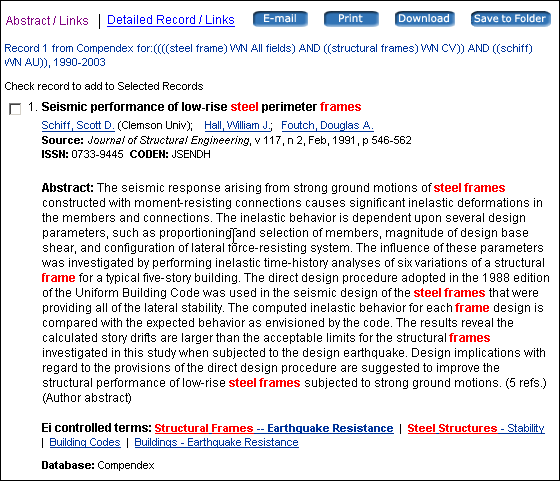 Abstract / Links | Detailed Record / Links E-mail Print Download Save to Folder
Record 1 from Compendex for:((((steel frame) WN All fields) AND ((structural frames) WN CV)) AND ((schiff)
WN AU)), 1990-2003
Check record to add to Selected Records
1. Seismic performance of low-rise steel perimeter frames
Schiff, Scott D. (Clemson Univ); Hall, William J.; Foutch, Douglas A.
Source: Journal of Structural Engineering, v 117, n 2, Feb, 1991, p 546-562
ISSN: 0733-9445 CODEN: JSENDH
Abstract: The seismic response arising from strong ground motions of steel frames
constructed with moment-resisting connections causes significant inelastic deformations in
the members and connections. The inelastic behavior is dependent upon several design
parameters, such as proportioning and selection of members, magnitude of design base
shear, and configuration of lateral force-resisting system. The influence of these parameters
was investigated by performing inelastic time-history analyses of six variations of a structural
frame for a typical five-story building. The direct design procedure adopted in the 1988 edition
of the Uniform Building Code was used in the seismic design of the steel frames that were
providing all of the lateral stability. The computed inelastic behavior for each frame design is
compared with the expected behavior as envisioned by the code. The results reveal the
calculated story drifts are larger than the acceptable limits for the structural frames
investigated in this study when subjected to the design earthquake. Design implications with
regard to the provisions of the direct design procedure are suggested to improve the
structural performance of low-rise steel frames subjected to strong ground motions. (5 refs.)
(Author abstract)
Ei controlled terms: Structural Frames -- Earthquake Resistance | Steel Structures - Stability
| Building Codes | Buildings - Earthquake Resistance
Database: Compendex